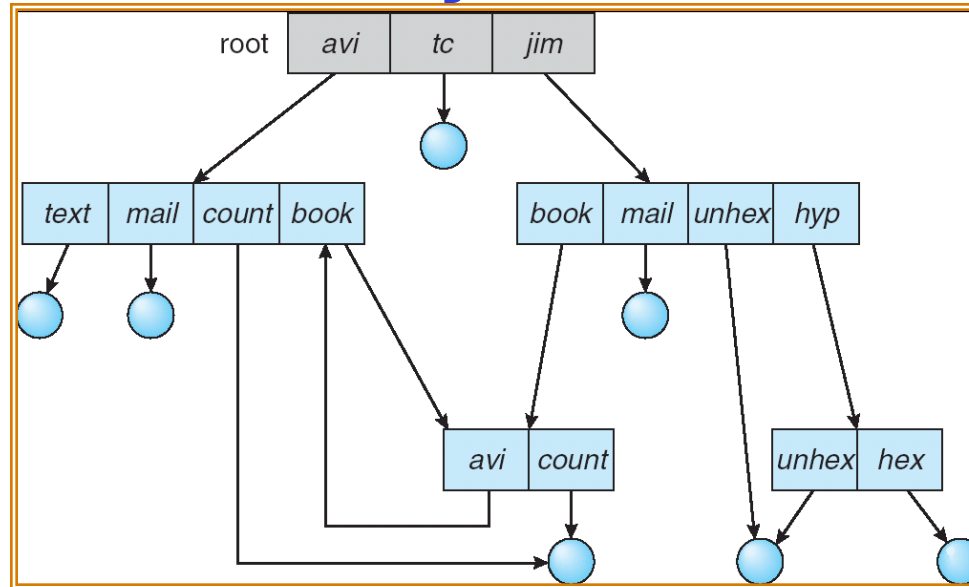 root avi tc jim
text mail count book book mail unhex hyp
avi count unhex hex